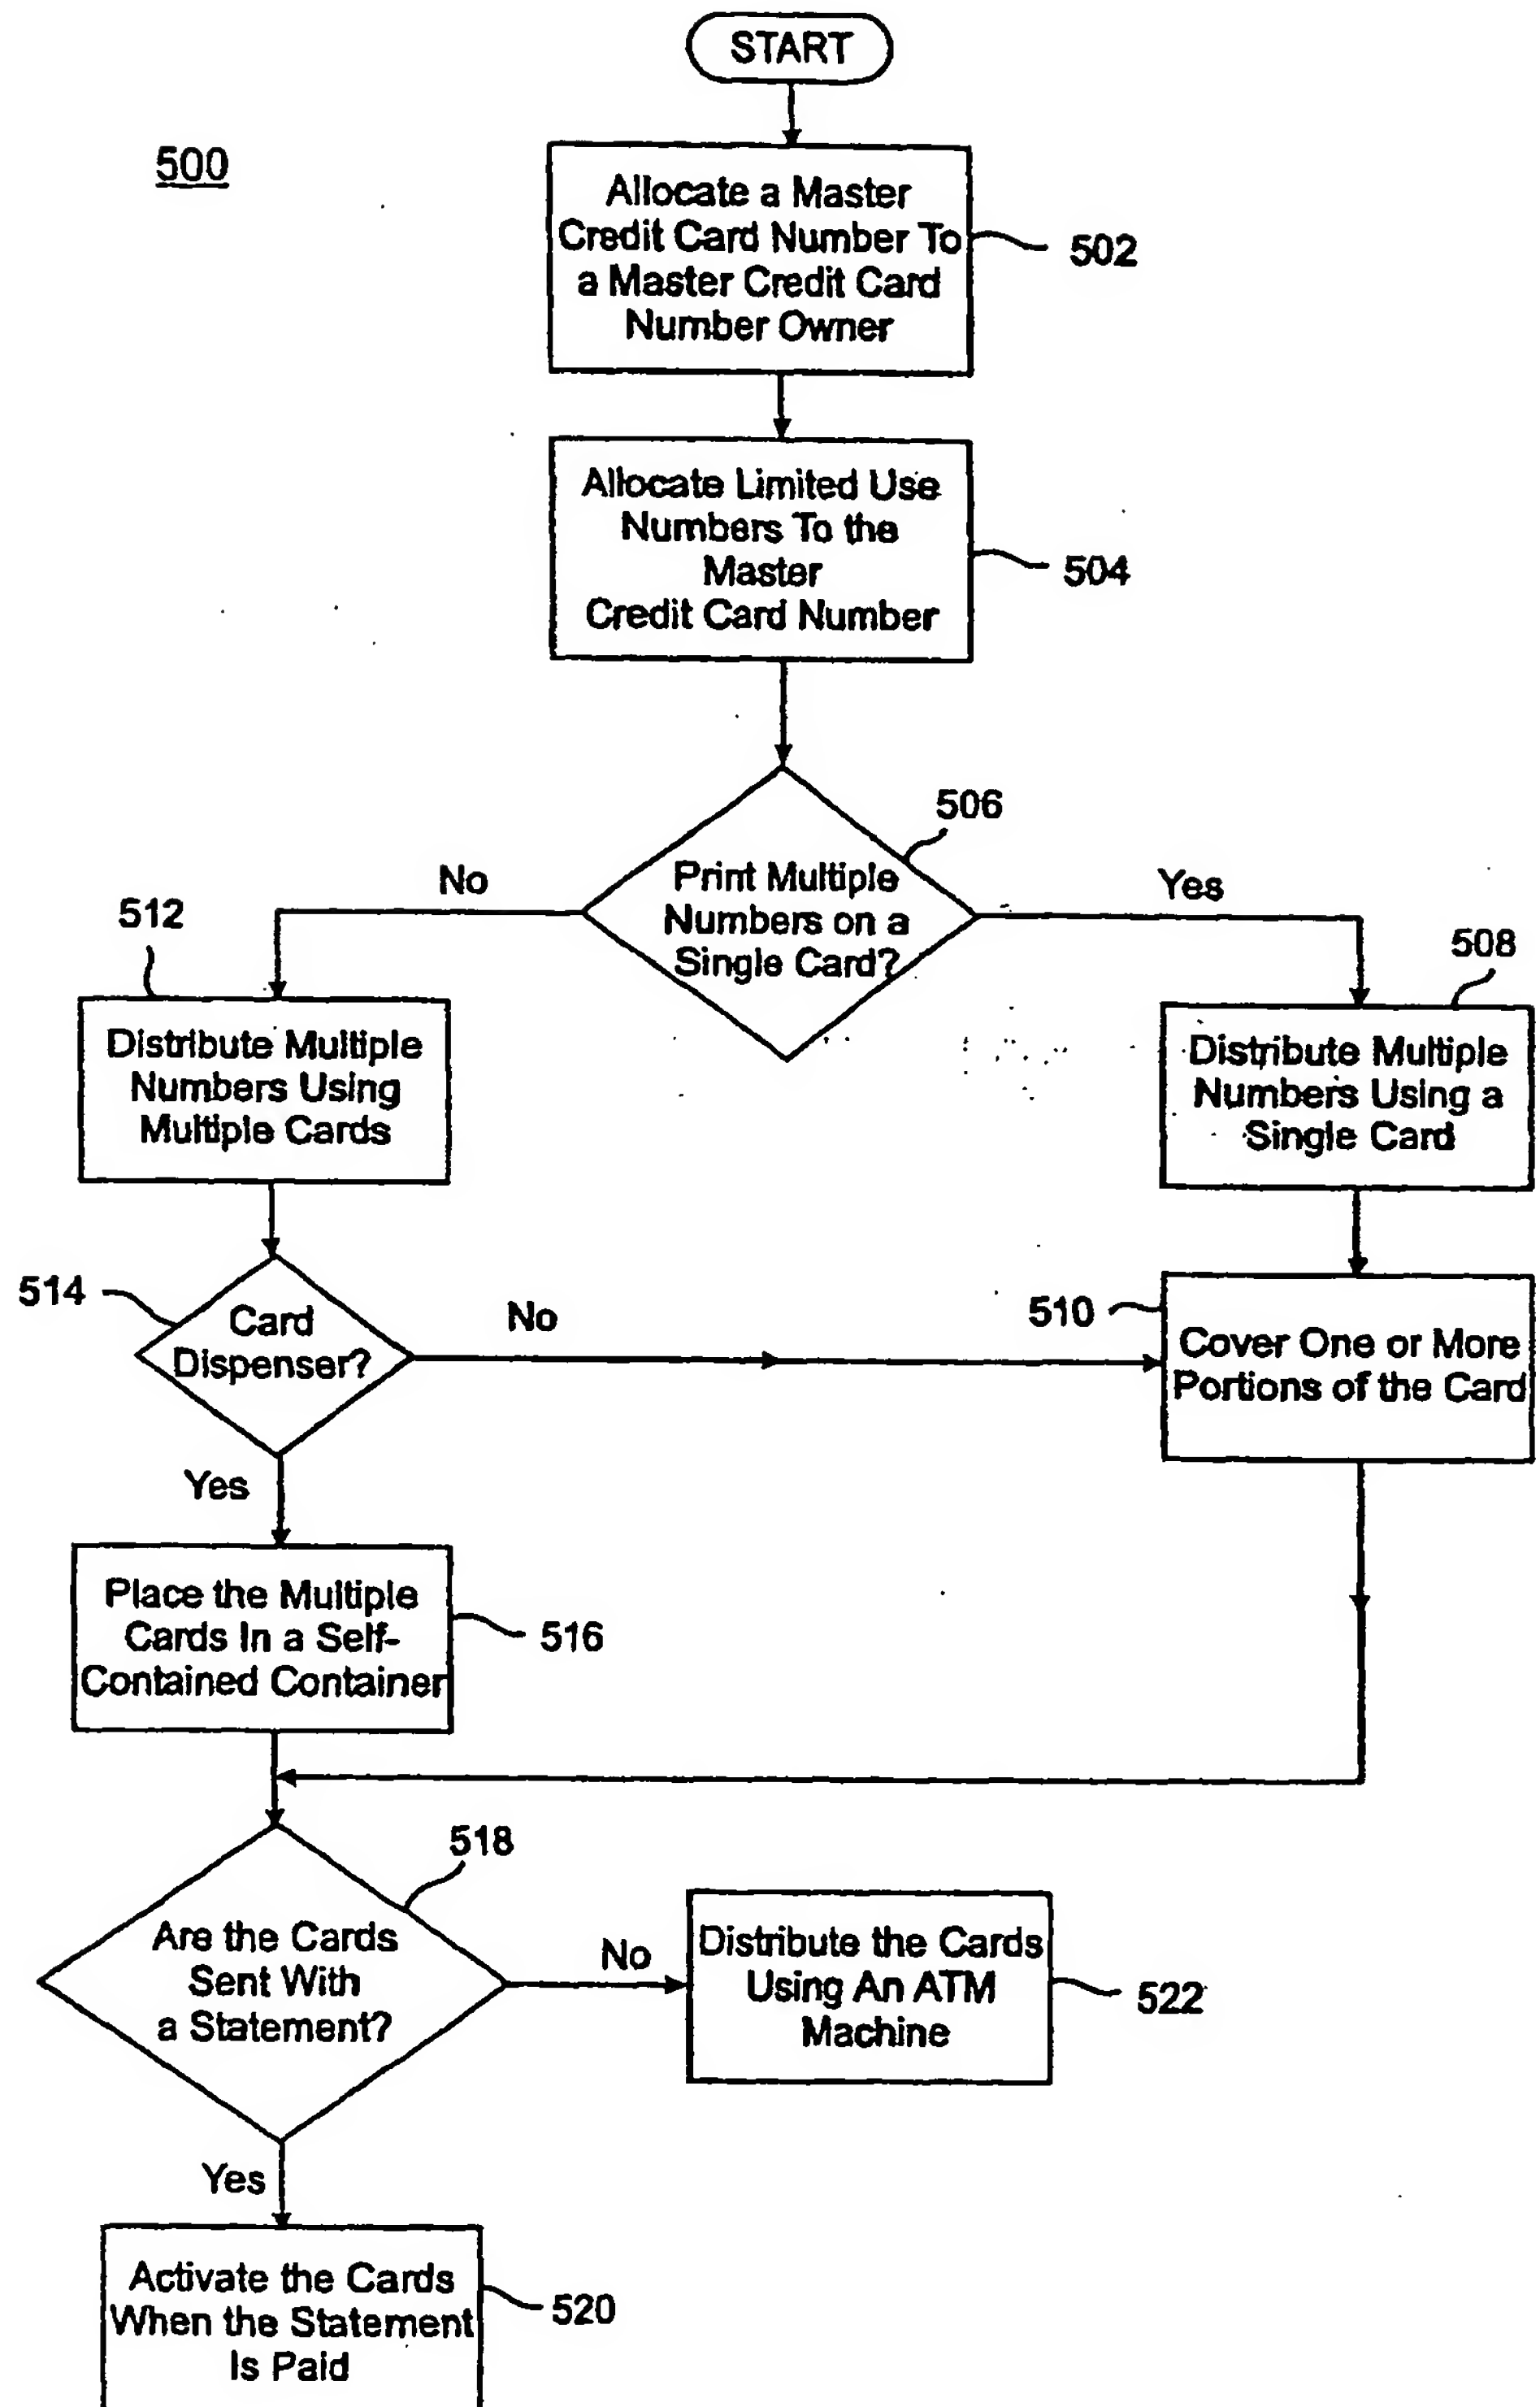 START
500
Allocate a Master
Credit Card Number To
a Master Credit Card
Number Owner
502
Allocate Limited Use
Numbers To the
Master
Credit Card Number
504
506
Print Multiple
Numbers on a
Single Card?
No
Yes
512
508
Distribute Multiple
Numbers Using
Multiple Cards
Distribute Multiple
Numbers Using a
Single Card
514
Card
Dispenser?
No
510
Cover One or More
Portions of the Card
Yes
Place the Multiple
Cards In a Self-
Contained Container
516
518
Are the Cards
Sent With
a Statement?
No
Distribute the Cards
Using An ATM
Machine
522
Yes
Activate the Cards
When the Statement
Is Paid
520